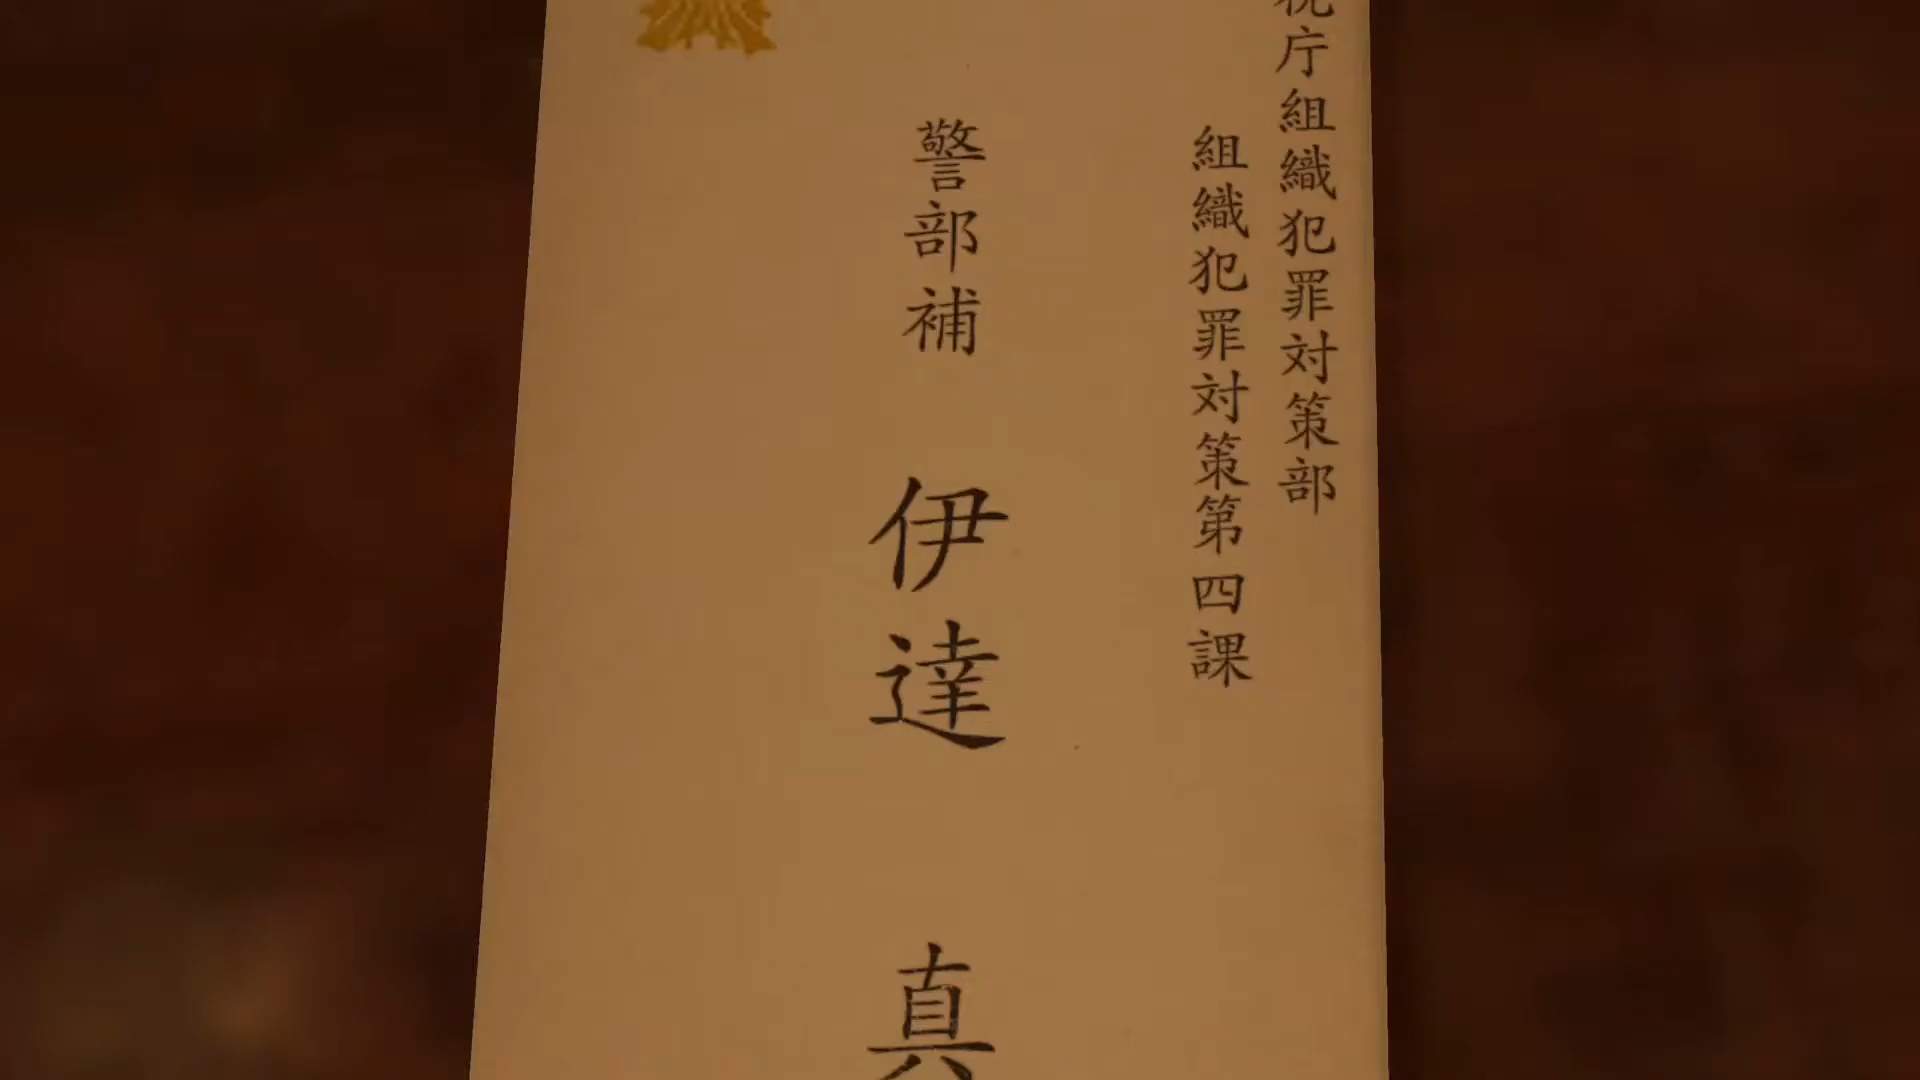 視庁組織犯罪対策部
組織犯罪対策第四課
警部補
伊達 真